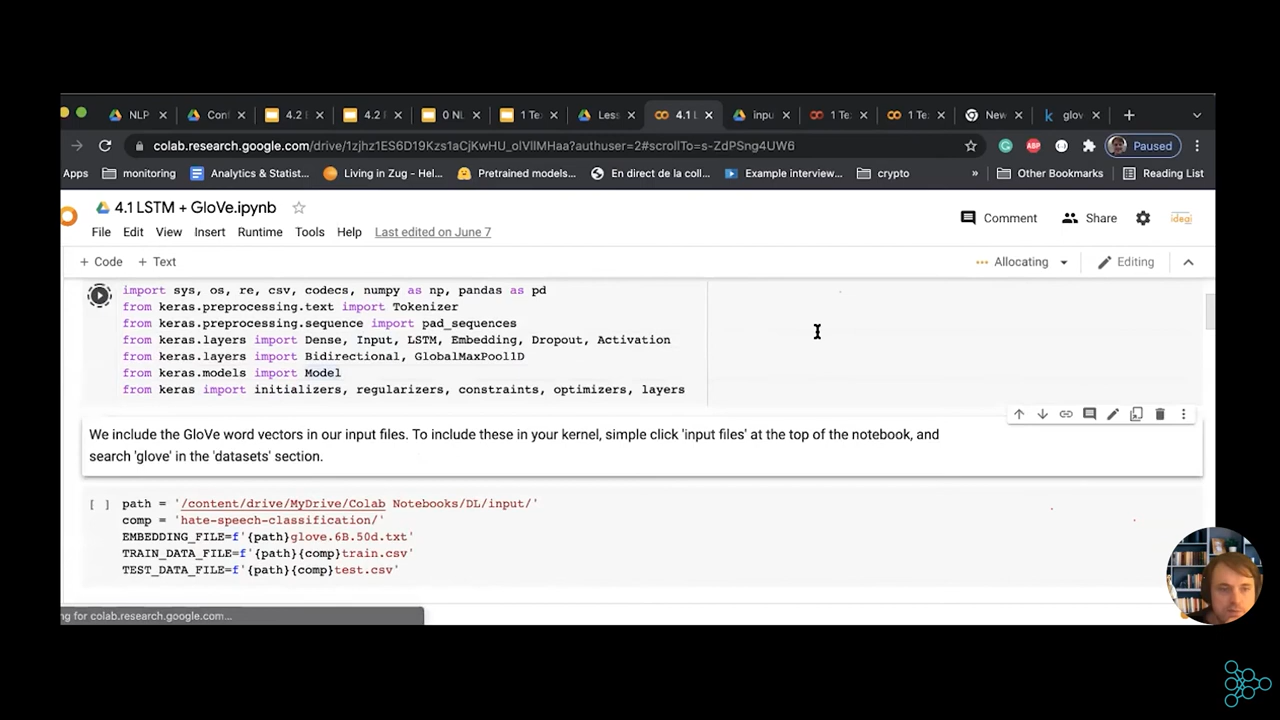 NLP
Con
4.2 E
4.2 F
0 NL
1 Te
Less
4.1 L
inpu
1 Te
1 Te
New
glov
colab.research.google.com/drive/1zjhz1ES6D19Kzs1aCjKwHU_olVIlMHaa?authuser=2#scrollTo=s-ZdPSng4UW6
ABP
Paused
Apps
monitoring
Analytics & Statist...
Living in Zug - Hel...
Pretrained models...
En direct de la coll...
Example interview...
crypto
»
Other Bookmarks
Reading List
4.1 LSTM + GloVe.ipynb
Comment
Share
File Edit View Insert Runtime Tools Help Last edited on June 7
+ Code + Text
Allocating
Editing
import sys, os, re, csv, codecs, numpy as np, pandas as pd
from keras.preprocessing.text import Tokenizer
from keras.preprocessing.sequence import pad_sequences
from keras.layers import Dense, Input, LSTM, Embedding, Dropout, Activation
from keras.layers import Bidirectional, GlobalMaxPool1D
from keras.models import Model
from keras import initializers, regularizers, constraints, optimizers, layers
We include the GloVe word vectors in our input files. To include these in your kernel, simple click 'input files' at the top of the notebook, and
search 'glove' in the 'datasets' section.
[ ] path = '/content/drive/MyDrive/Colab Notebooks/DL/input/'
comp = 'hate-speech-classification/'
EMBEDDING_FILE=f'{path}glove.6B.50d.txt'
TRAIN_DATA_FILE=f'{path}{comp}train.csv'
TEST_DATA_FILE=f'{path}{comp}test.csv'
ng for colab.research.google.com...